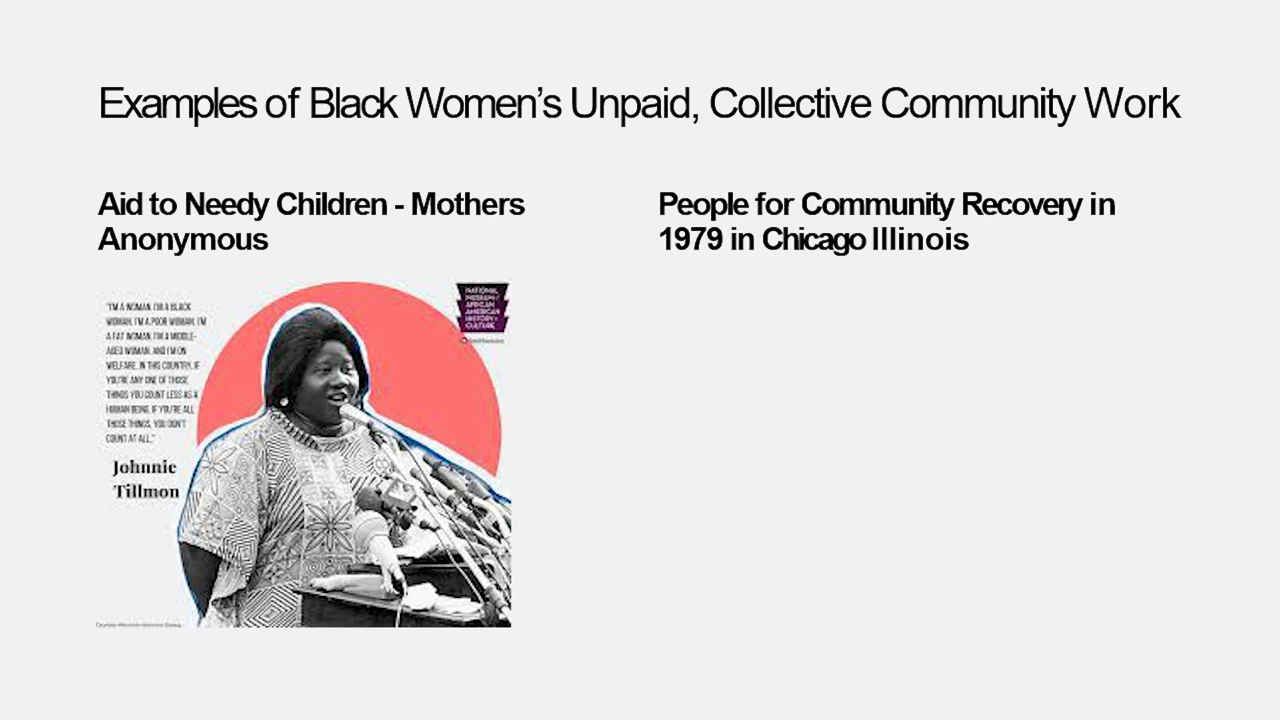 Examples of Black Women’s Unpaid, Collective Community Work
Aid to Needy Children - Mothers
Anonymous
People for Community Recovery in
1979 in Chicago Illinois
"I'M A WOMAN. I'M A BLACK
WOMAN. I'M A POOR WOMAN. I'M
A FAT WOMAN. I'M A MIDDLE-
AGED WOMAN. AND I'M ON
WELFARE. IN THIS COUNTRY, IF
YOU'RE ANY ONE OF THOSE
THINGS YOU COUNT LESS AS A
HUMAN BEING. IF YOU'RE ALL
THOSE THINGS, YOU DON'T
COUNT AT ALL."
Johnnie
Tillmon
NATIONAL
MUSEUM of
AFRICAN
AMERICAN
HISTORY &
CULTURE
Smithsonian